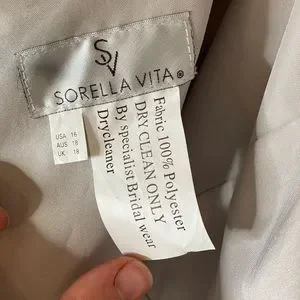 SV
SORELLA VITA®
USA 16
AUS 18
UK 18
Fabric 100% Polyester
DRY CLEAN ONLY
By specialist Bridal wear
Drycleaner